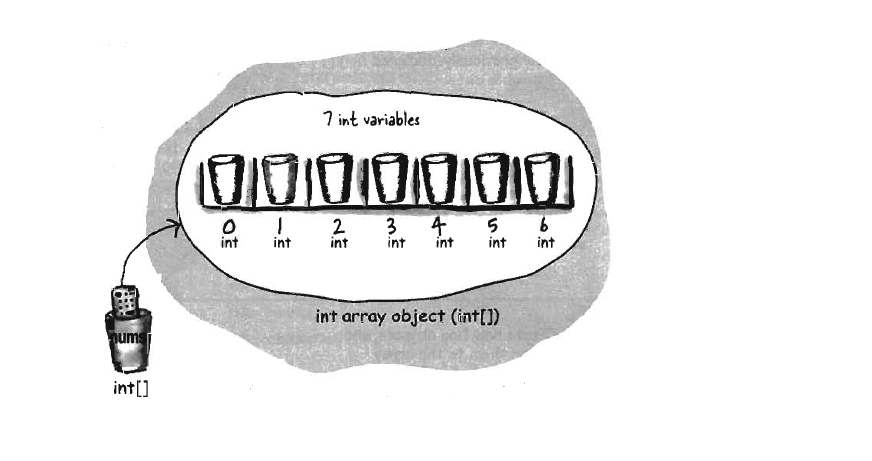 7 int variables
0 1 2 3 4 5 6
int int int int int int int
int array object (int[])
nums
int[]